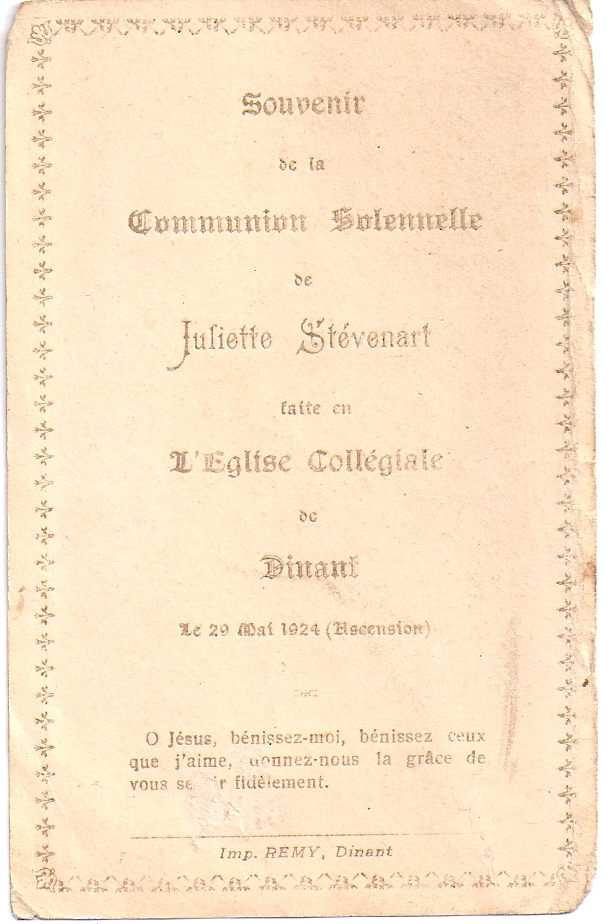 Souvenir
de la
Communion Solennelle
de
Juliette Stévenart
faite en
L'Eglise Collégiale
de
Dinant
Le 29 Mai 1924 (Ascension)
O Jésus, bénissez-moi, bénissez ceux
que j'aime, donnez-nous la grâce de
vous fidèlement.
Imp. REMY, Dinant